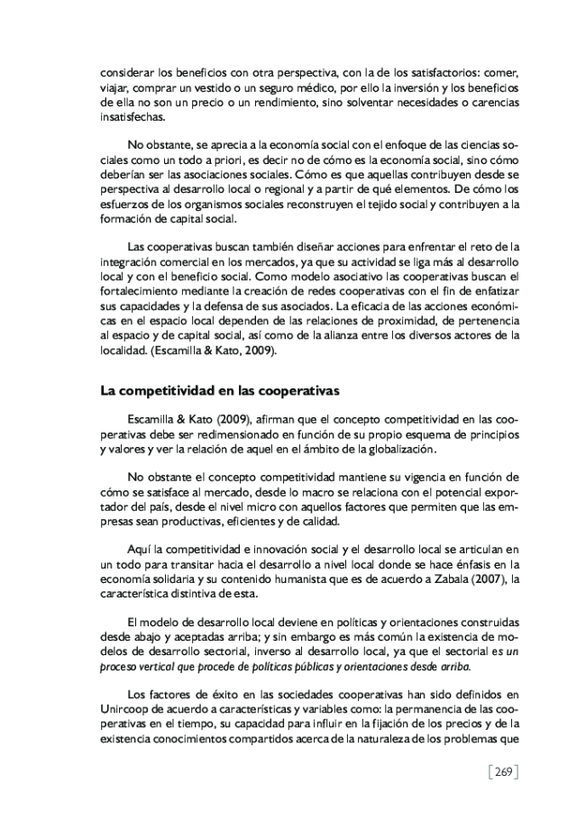 considerar los beneficios con otra perspectiva, con la de los satisfactorios: comer,
viajar, comprar un vestido o un seguro médico, por ello la inversión y los beneficios
de ella no son un precio o un rendimiento, sino solventar necesidades o carencias
insatisfechas.
No obstante, se aprecia a la economía social con el enfoque de las ciencias so-
ciales como un todo a priori, es decir no de cómo es la economía social, sino cómo
deberían ser las asociaciones sociales. Cómo es que aquellas contribuyen desde se
perspectiva al desarrollo local o regional y a partir de qué elementos. De cómo los
esfuerzos de los organismos sociales reconstruyen el tejido social y contribuyen a la
formación de capital social.
Las cooperativas buscan también diseñar acciones para enfrentar el reto de la
integración comercial en los mercados, ya que su actividad se liga más al desarrollo
local y con el beneficio social. Como modelo asociativo las cooperativas buscan el
fortalecimiento mediante la creación de redes cooperativas con el fin de enfatizar
sus capacidades y la defensa de sus asociados. La eficacia de las acciones económi-
cas en el espacio local dependen de las relaciones de proximidad, de pertenencia
al espacio y de capital social, así como de la alianza entre los diversos actores de la
localidad. (Escamilla & Kato, 2009).
La competitividad en las cooperativas
Escamilla & Kato (2009), afirman que el concepto competitividad en las coo-
perativas debe ser redimensionado en función de su propio esquema de principios
y valores y ver la relación de aquel en el ámbito de la globalización.
No obstante el concepto competitividad mantiene su vigencia en función de
cómo se satisface al mercado, desde lo macro se relaciona con el potencial expor-
tador del país, desde el nivel micro con aquellos factores que permiten que las em-
presas sean productivas, eficientes y de calidad.
Aquí la competitividad e innovación social y el desarrollo local se articulan en
un todo para transitar hacia el desarrollo a nivel local donde se hace énfasis en la
economía solidaria y su contenido humanista que es de acuerdo a Zabala (2007), la
característica distintiva de esta.
El modelo de desarrollo local deviene en políticas y orientaciones construidas
desde abajo y aceptadas arriba; y sin embargo es más común la existencia de mo-
delos de desarrollo sectorial, inverso al desarrollo local, ya que el sectorial es un
proceso vertical que procede de políticas públicas y orientaciones desde arriba.
Los factores de éxito en las sociedades cooperativas han sido definidos en
Unircoop de acuerdo a características y variables como: la permanencia de las coo-
perativas en el tiempo, su capacidad para influir en la fijación de los precios y de la
existencia conocimientos compartidos acerca de la naturaleza de los problemas que
[269]